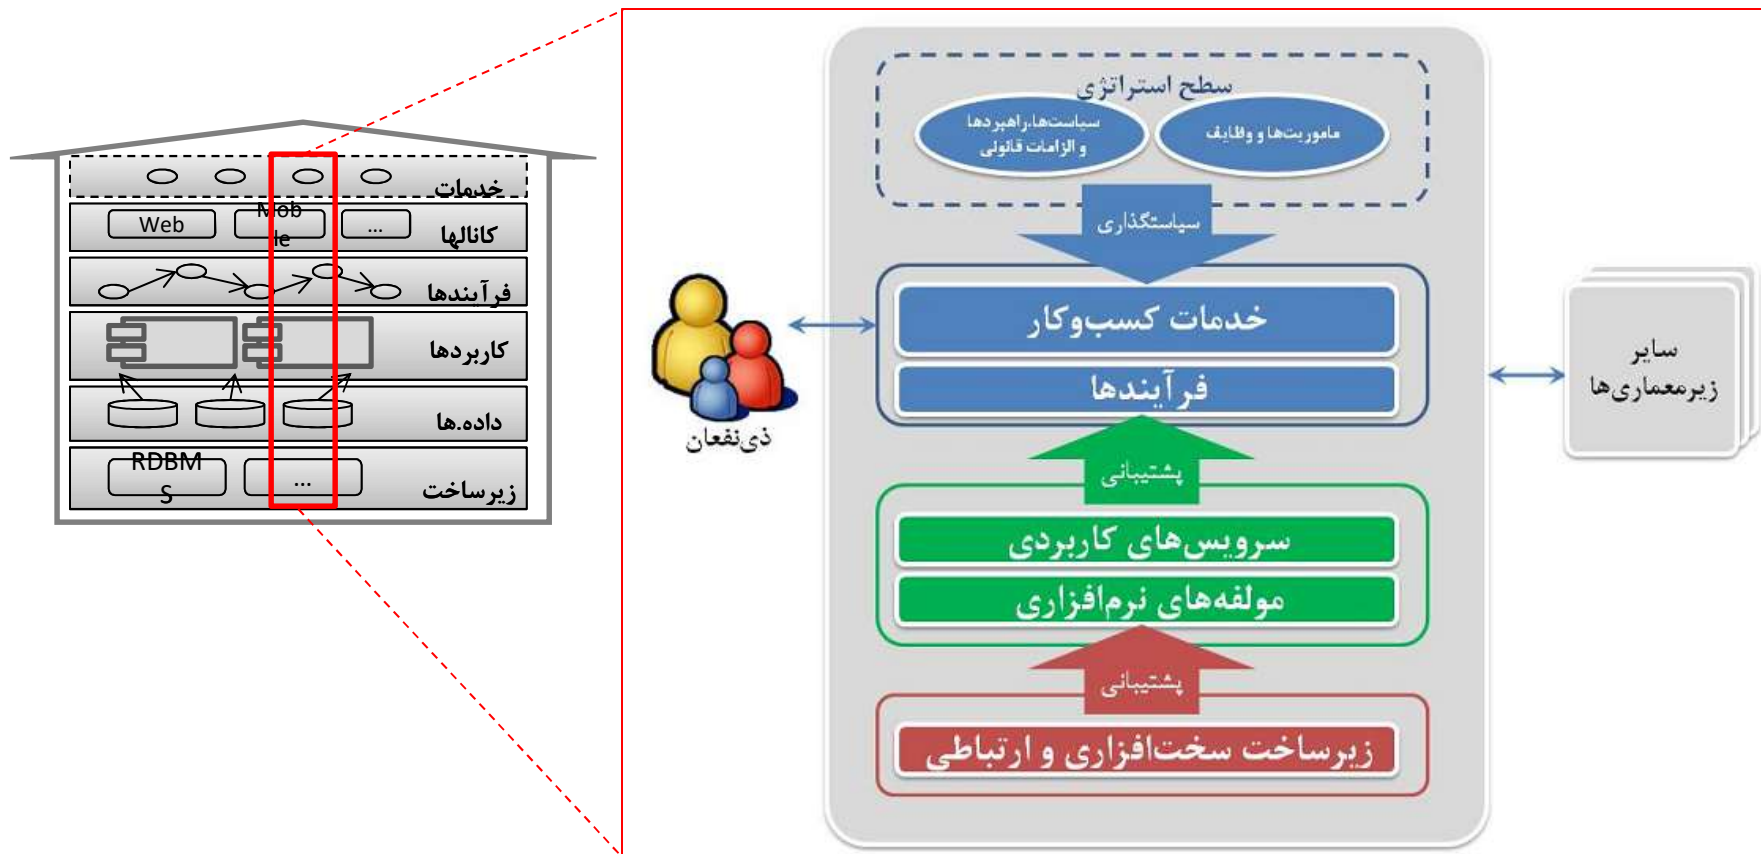 خدمات
Web
Mob
ile
...
کانالها
فرآیندها
کاربردها
داده.ها
RDBM
S
...
زیرساخت
سطح استراتژی
ماموریت‌ها و وظایف
سیاست‌ها،راهبردها
و الزامات قانونی
سیاستگذاری
خدمات کسب‌وکار
فرآیندها
ذی‌نفعان
سایر
زیرمعماری‌ها
پشتیبانی
سرویس‌های کاربردی
مولفه‌های نرم‌افزاری
پشتیبانی
زیرساخت سخت‌افزاری و ارتباطی